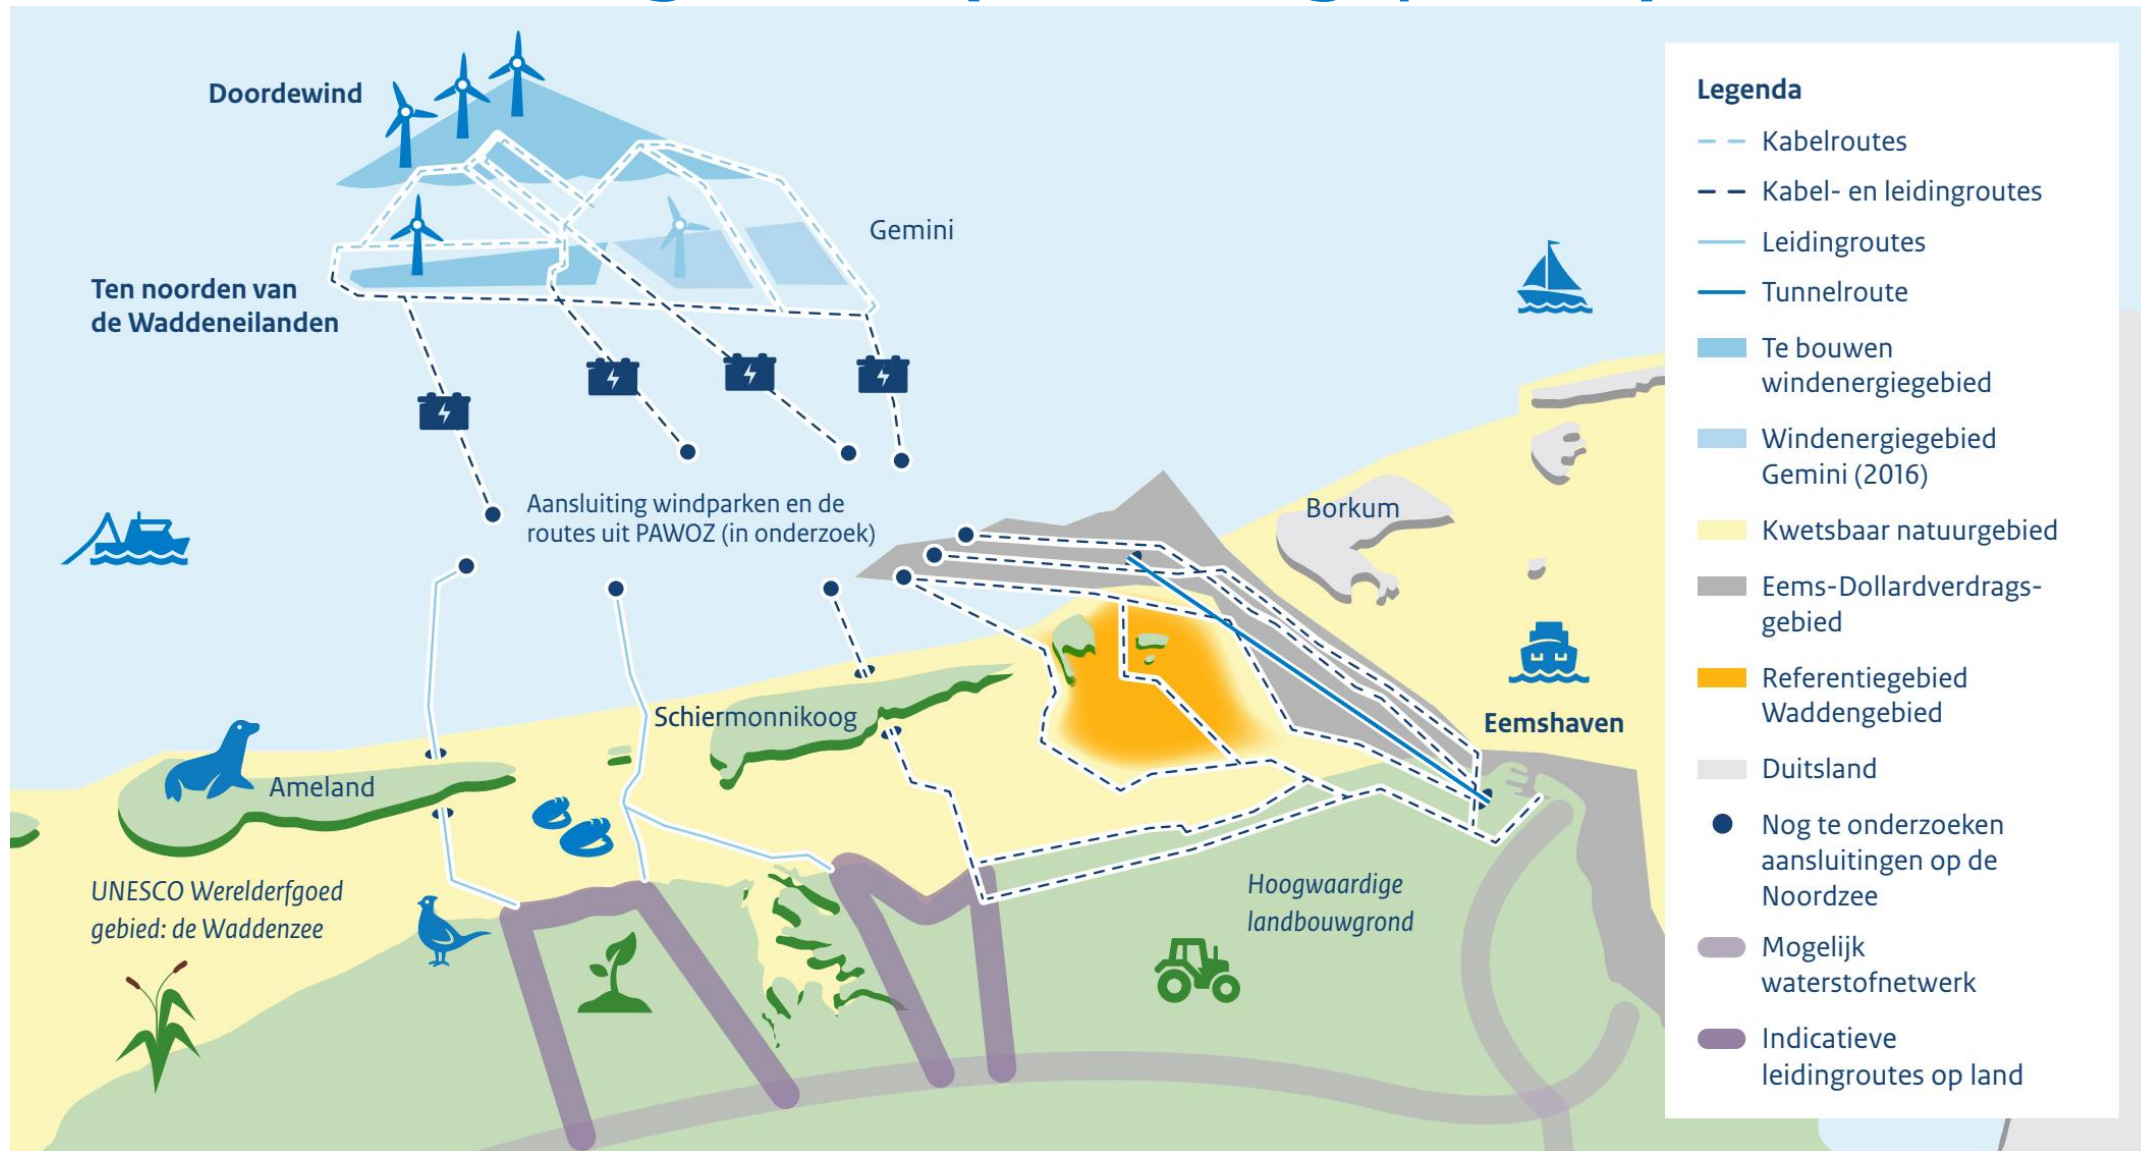 Doordewind
Gemini
Ten noorden van
de Waddeneilanden
Aansluiting windparken en de
routes uit PAWOZ (in onderzoek)
Borkum
Schiermonnikoog
Eemshaven
Ameland
UNESCO Werelderfgoed
gebied: de Waddenzee
Hoogwaardige
landbouwgrond
Legenda
Kabelroutes
Kabel- en leidingroutes
Leidingroutes
Tunnelroute
Te bouwen
windenergiegebied
Windenergiegebied
Gemini (2016)
Kwetsbaar natuurgebied
Eems-Dollardverdrags-
gebied
Referentiegebied
Waddengebied
Duitsland
Nog te onderzoeken
aansluitingen op de
Noordzee
Mogelijk
waterstofnetwerk
Indicatieve
leidingroutes op land